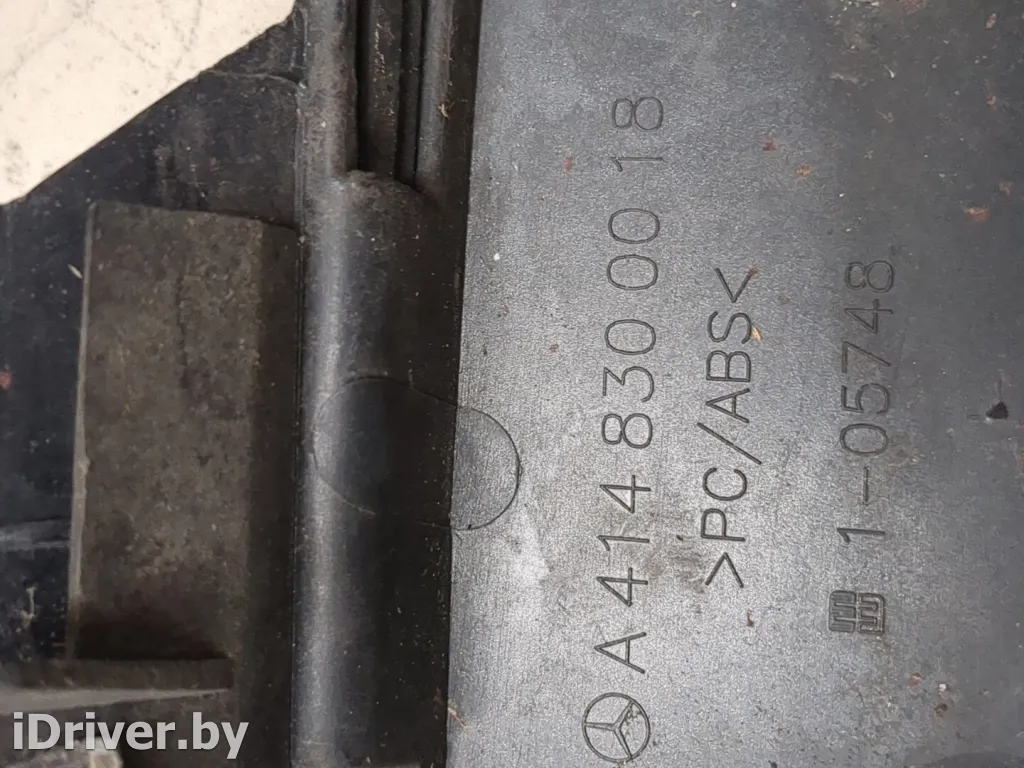 A 414 830 00 18
>PC/ABS<
1-05748
iDriver.by